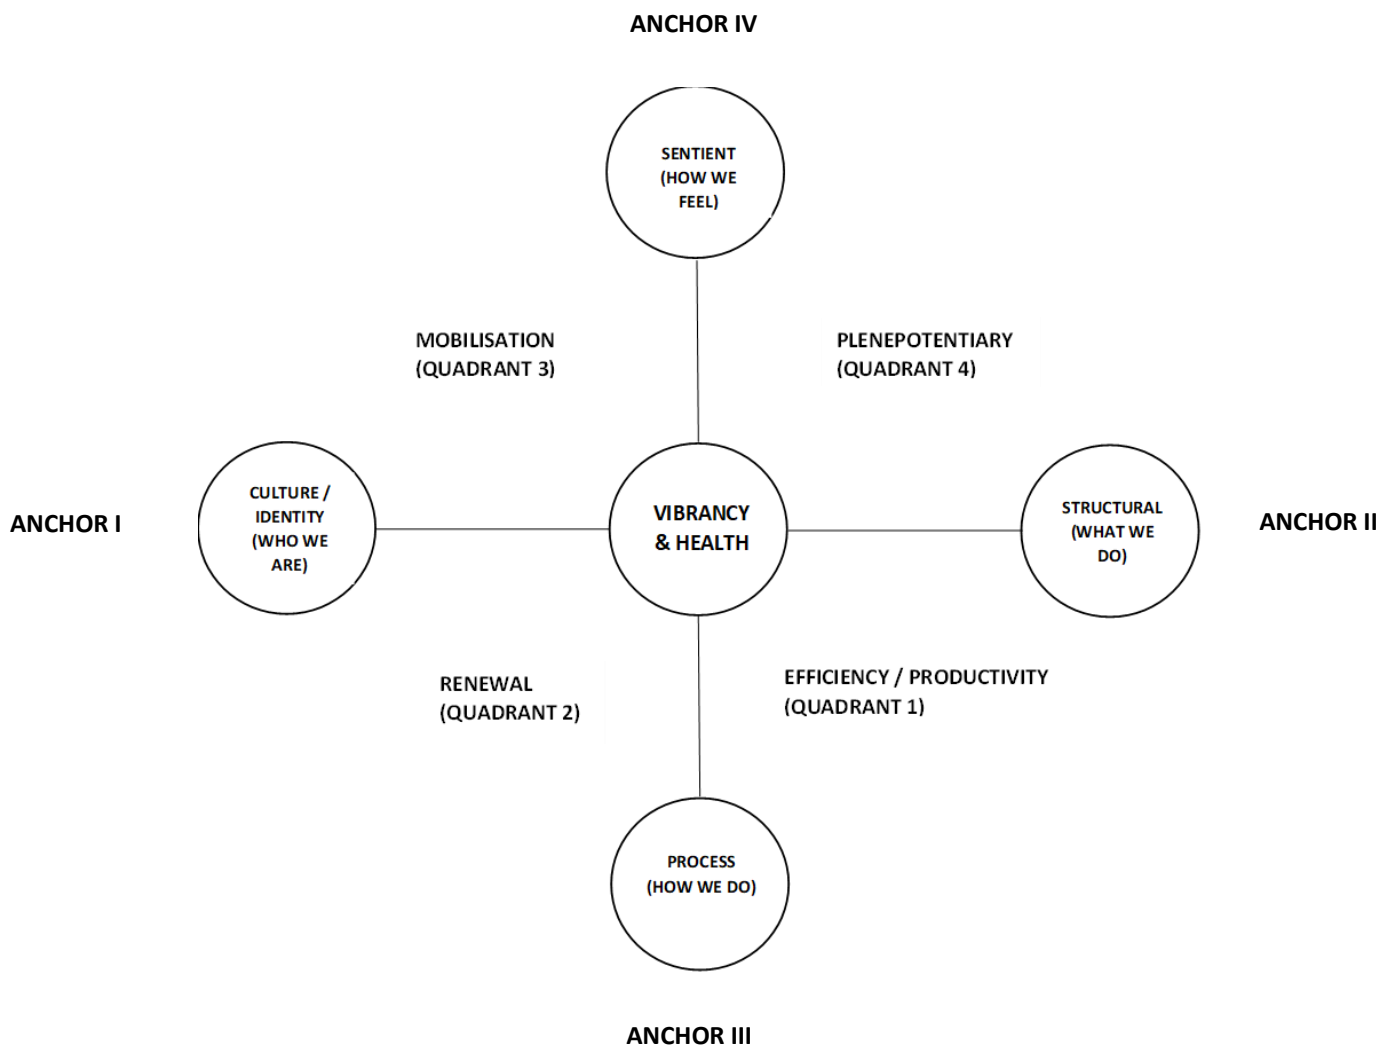 ANCHOR IV
SENTIENT
(HOW WE
FEEL)
MOBILISATION
(QUADRANT 3)
PLENEPOTENTIARY
(QUADRANT 4)
ANCHOR I
CULTURE /
IDENTITY
(WHO WE
ARE)
VIBRANCY
& HEALTH
STRUCTURAL
(WHAT WE
DO)
ANCHOR II
RENEWAL
(QUADRANT 2)
EFFICIENCY / PRODUCTIVITY
(QUADRANT 1)
PROCESS
(HOW WE DO)
ANCHOR III